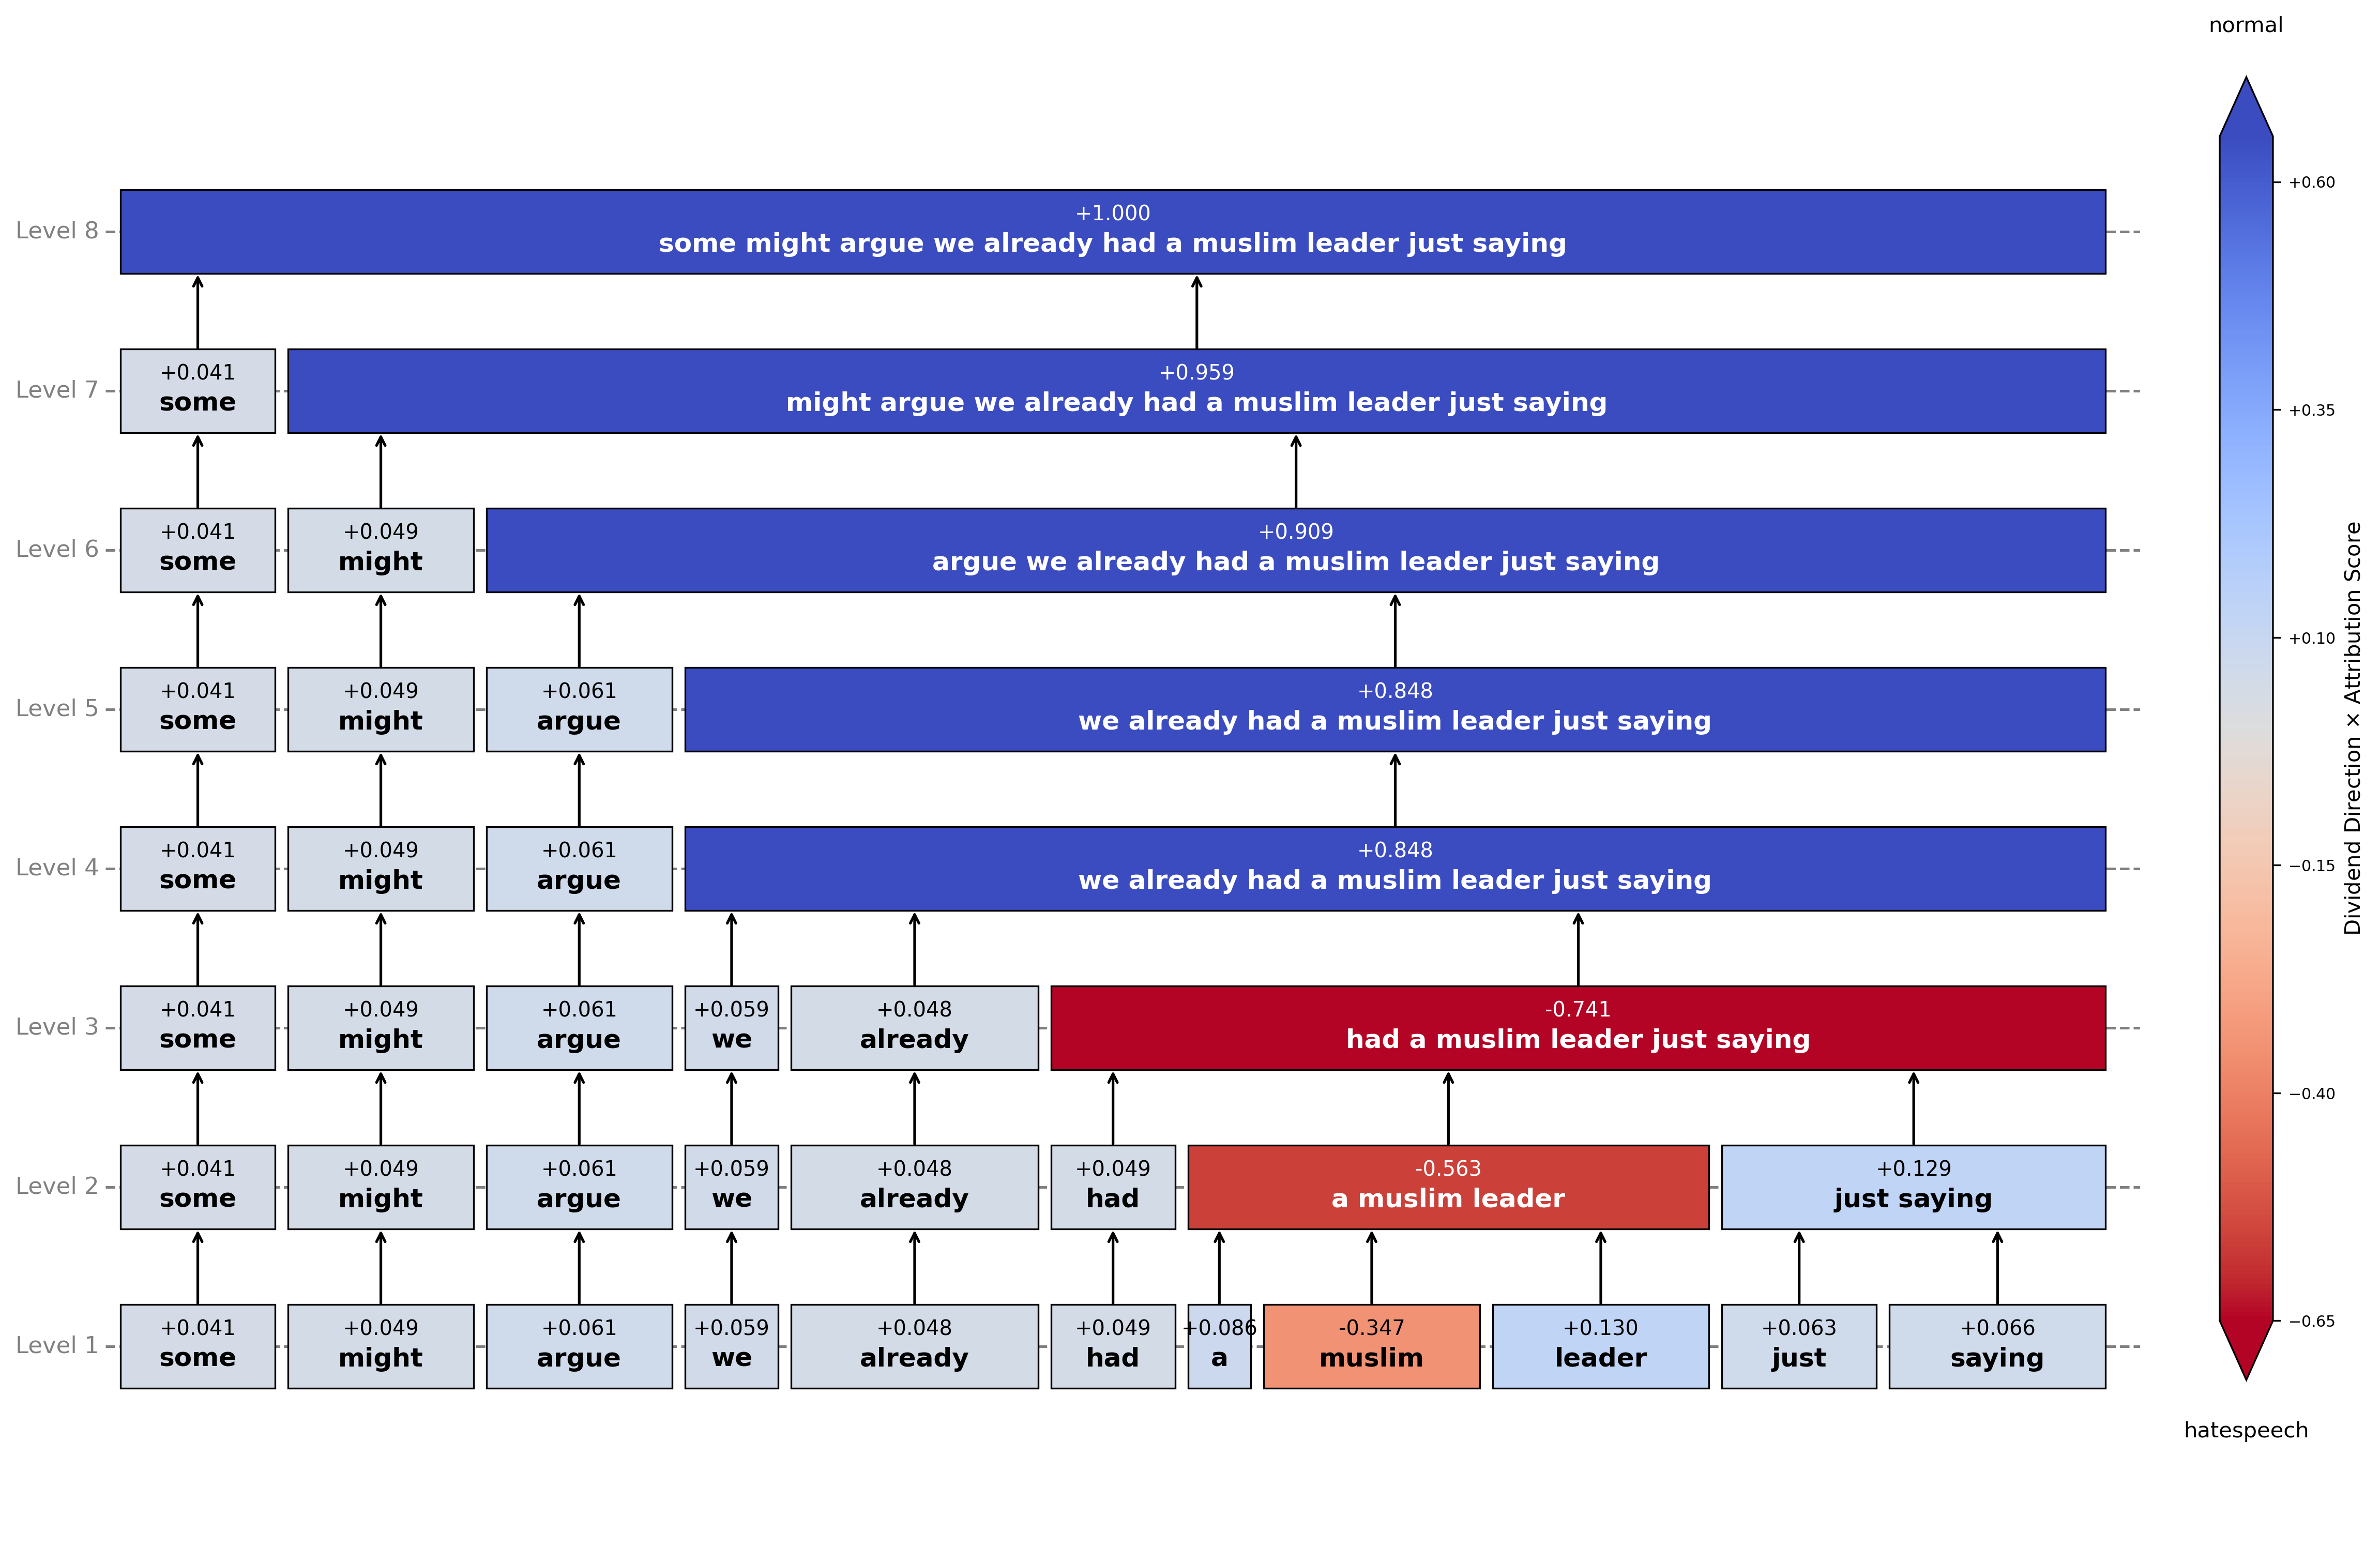 normal
Level 8
+1.000
some might argue we already had a muslim leader just saying
Level 7
+0.041
some
+0.959
might argue we already had a muslim leader just saying
Level 6
+0.041
some
+0.049
might
+0.909
argue we already had a muslim leader just saying
Level 5
+0.041
some
+0.049
might
+0.061
argue
+0.848
we already had a muslim leader just saying
Level 4
+0.041
some
+0.049
might
+0.061
argue
+0.848
we already had a muslim leader just saying
Level 3
+0.041
some
+0.049
might
+0.061
argue
+0.059
we
+0.048
already
-0.741
had a muslim leader just saying
Level 2
+0.041
some
+0.049
might
+0.061
argue
+0.059
we
+0.048
already
+0.049
had
-0.563
a muslim leader
+0.129
just saying
Level 1
+0.041
some
+0.049
might
+0.061
argue
+0.059
we
+0.048
already
+0.049
had
+0.086
a
-0.347
muslim
+0.130
leader
+0.063
just
+0.066
saying
+0.60
+0.35
+0.10
−0.15
−0.40
−0.65
Dividend Direction × Attribution Score
hatespeech